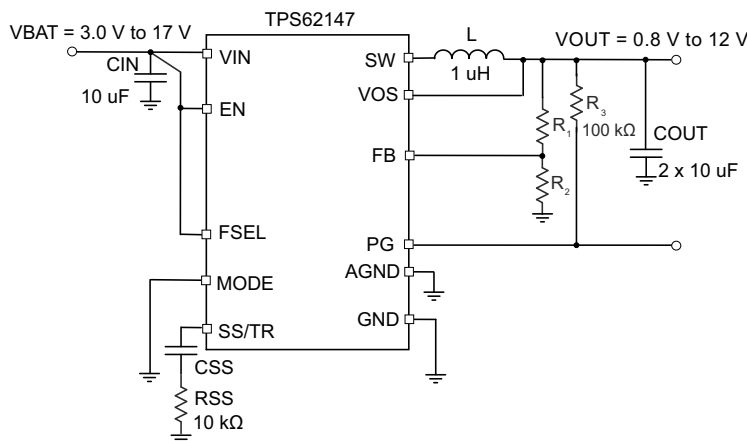 TPS62147
VBAT = 3.0 V to 17 V
VIN
SW
L
1 uH
VOUT = 0.8 V to 12 V
CIN
10 uF
EN
VOS
R1
R3
100 kΩ
COUT
2 x 10 uF
FB
R2
FSEL
PG
MODE
AGND
SS/TR
GND
CSS
RSS
10 kΩ